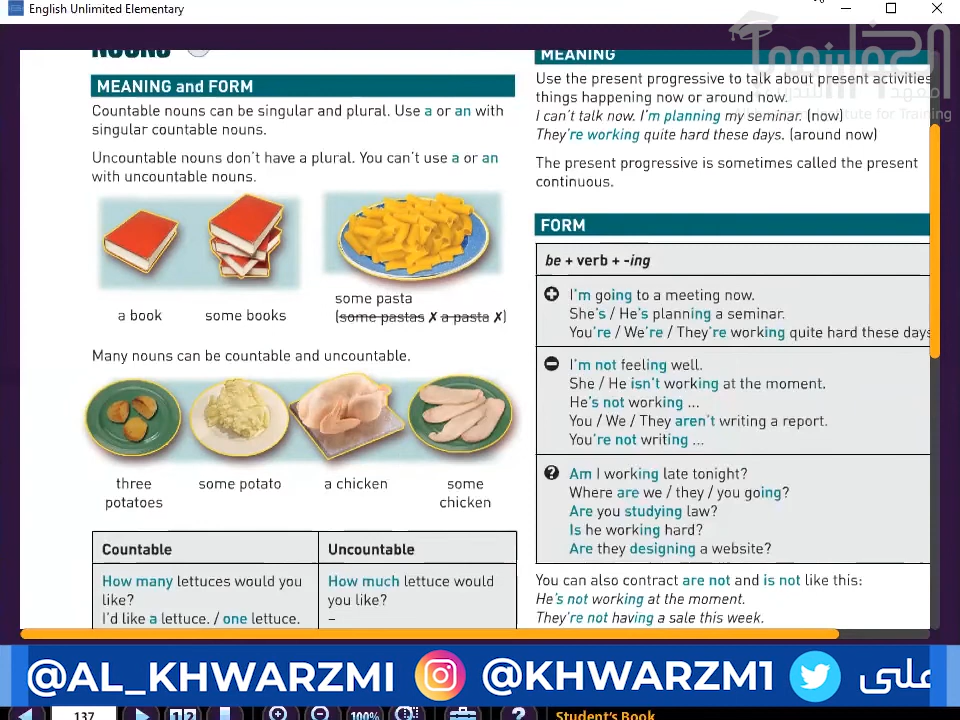 English Unlimited Elementary
NOUNS
MEANING and FORM
Countable nouns can be singular and plural. Use a or an with
singular countable nouns.
Uncountable nouns don't have a plural. You can't use a or an
with uncountable nouns.
a book
some books
some pasta
(some pastas ✗ a pasta ✗)
Many nouns can be countable and uncountable.
three
potatoes
some potato
a chicken
some
chicken
Countable
Uncountable
How many lettuces would you
like?
I'd like a lettuce. / one lettuce.
How much lettuce would
you like?
–
MEANING
Use the present progressive to talk about present activities
things happening now or around now.
I can't talk now. I'm planning my seminar. (now)
They're working quite hard these days. (around now)
The present progressive is sometimes called the present
continuous.
FORM
be + verb + -ing
I'm going to a meeting now.
She's / He's planning a seminar.
You're / We're / They're working quite hard these days
I'm not feeling well.
She / He isn't working at the moment.
He's not working ...
You / We / They aren't writing a report.
You're not writing ...
Am I working late tonight?
Where are we / they / you going?
Are you studying law?
Is he working hard?
Are they designing a website?
You can also contract are not and is not like this:
He's not working at the moment.
They're not having a sale this week.
الخوارزمي
معهد
للتدريب
Institute for Training
@AL_KHWARZMI
@KHWARZM1
على
137
100%
Student's Book